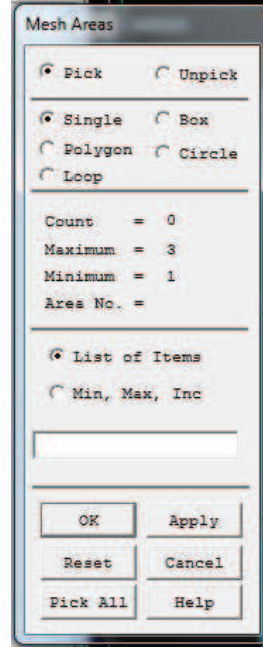 Mesh Areas
Pick Unpick
Single Box
Polygon Circle
Loop
Count = 0
Maximum = 3
Minimum = 1
Area No. =
List of Items
Min, Max, Inc
OK Apply
Reset Cancel
Pick All Help